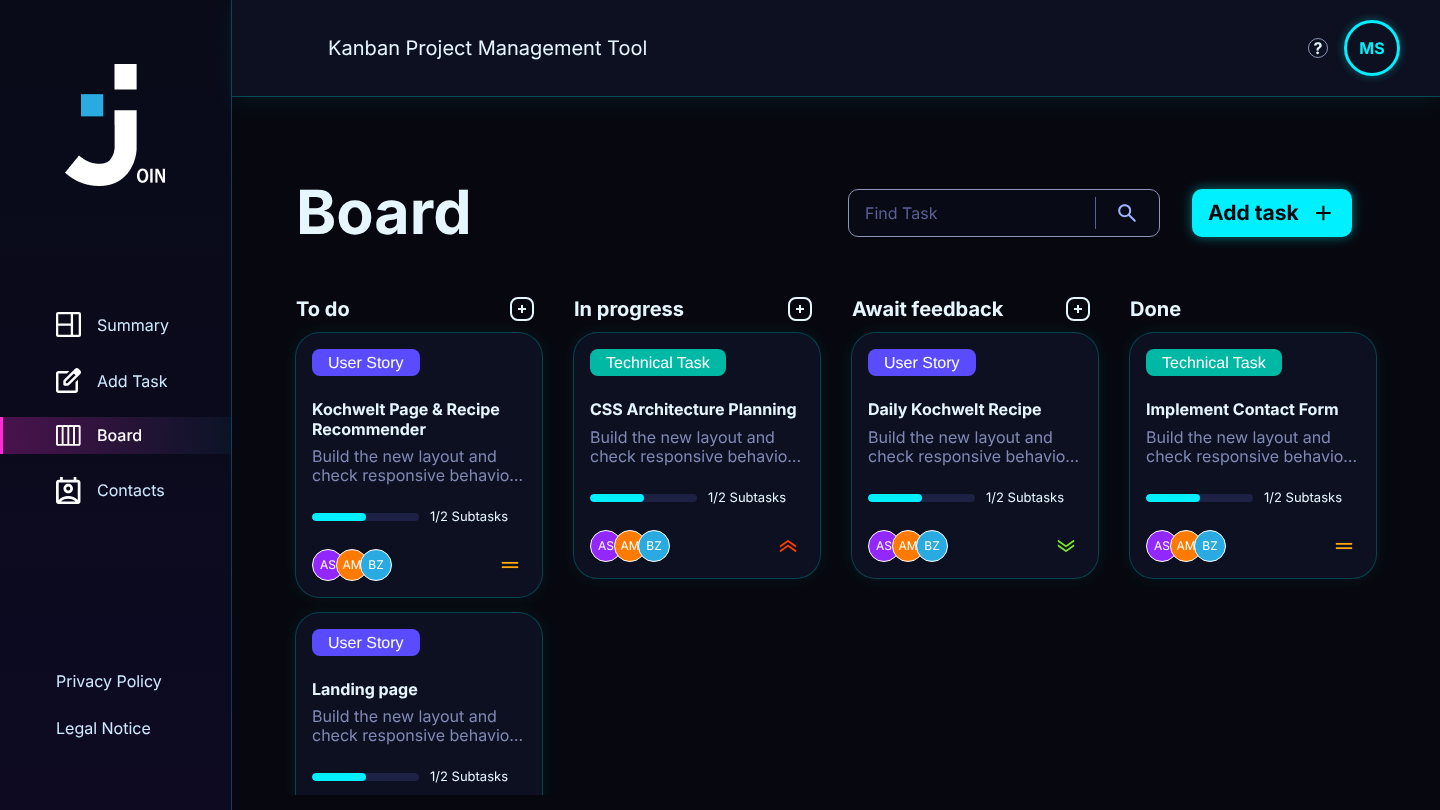 Kanban Project Management Tool
?
MS
OIN
Board
Find Task
Add task
Summary
Add Task
Board
Contacts
Privacy Policy
Legal Notice
To do
User Story
Kochwelt Page & Recipe
Recommender
Build the new layout and
check responsive behavio...
1/2 Subtasks
AS AM BZ
User Story
Landing page
Build the new layout and
check responsive behavio...
1/2 Subtasks
In progress
Technical Task
CSS Architecture Planning
Build the new layout and
check responsive behavio...
1/2 Subtasks
AS AM BZ
Await feedback
User Story
Daily Kochwelt Recipe
Build the new layout and
check responsive behavio...
1/2 Subtasks
AS AM BZ
Done
Technical Task
Implement Contact Form
Build the new layout and
check responsive behavio...
1/2 Subtasks
AS AM BZ